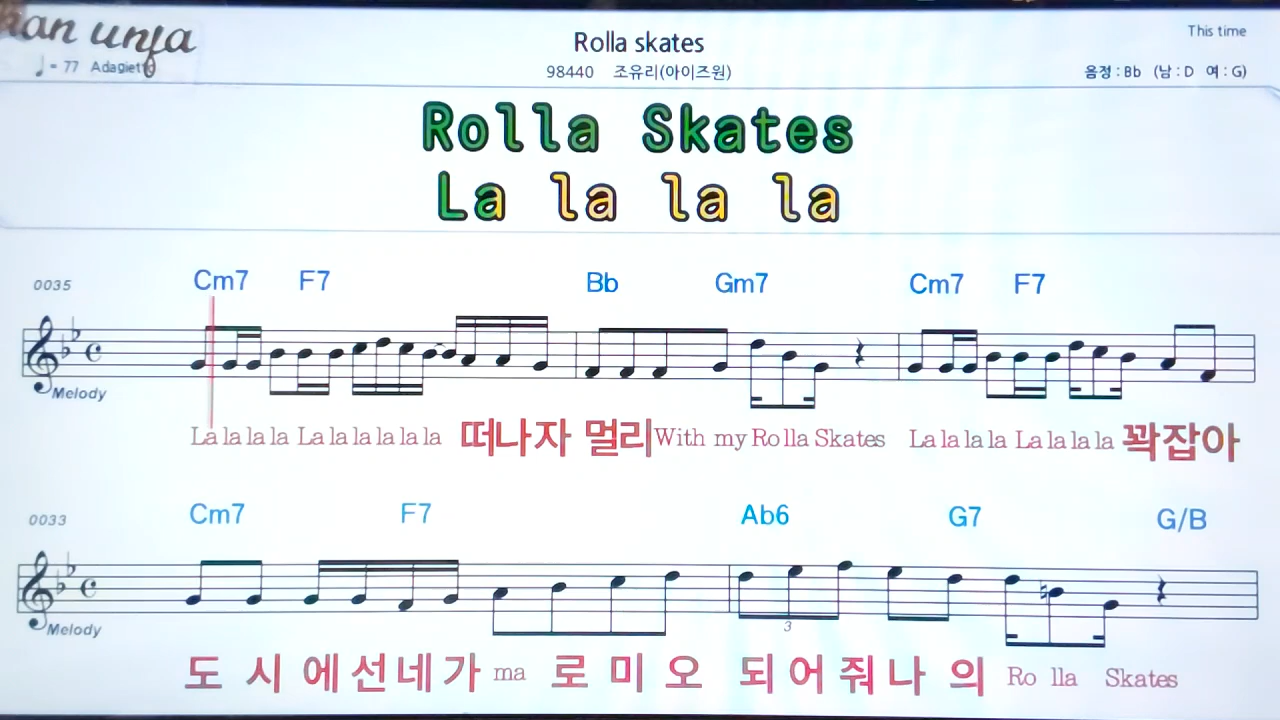 This time
Rolla skates
♩= 77 Adagietto
98440 조유리(아이즈원)
음정 : Bb (남 : D 여 : G)
Rolla Skates
La la la la
0035 Cm7 F7 Bb Gm7 Cm7 F7
Melody
La la la la La la la la la la 떠나자 멀리 With my Ro lla Skates La la la la La la la la 꽉잡아
0033 Cm7 F7 Ab6 G7 G/B
3
Melody
도 시 에 선 네 가 ma 로 미 오 되 어 줘 나 의 Ro lla Skates